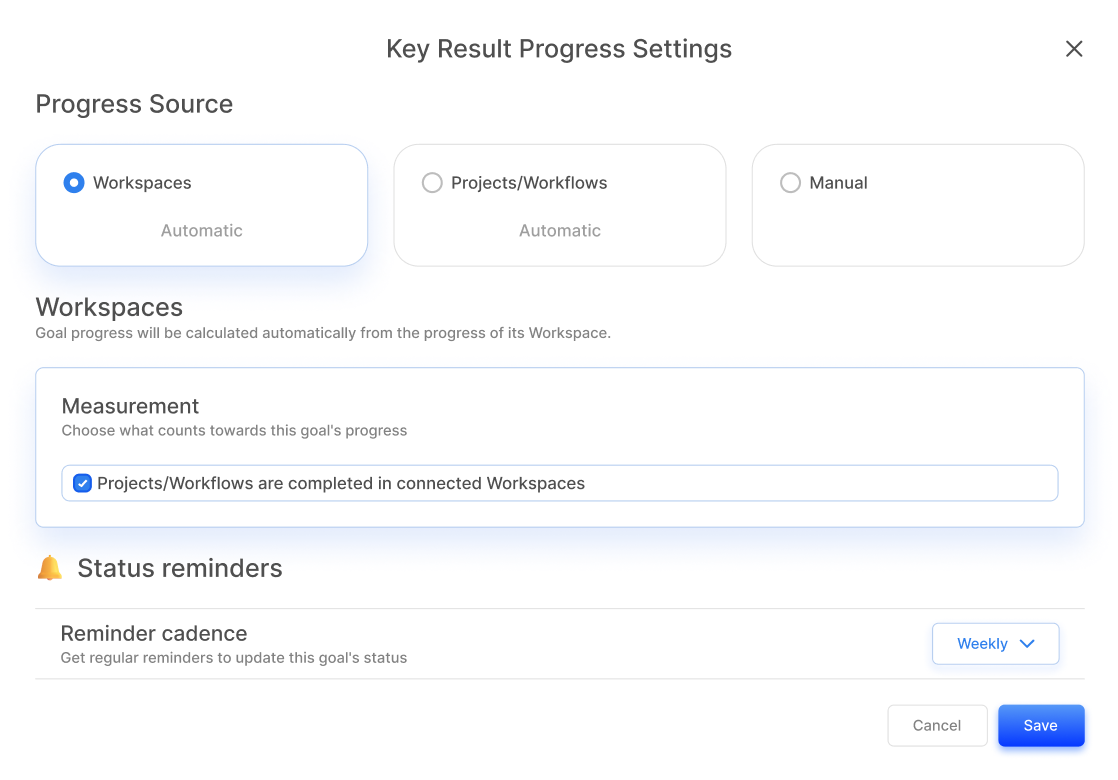 Key Result Progress Settings
Progress Source
Workspaces
Automatic
Projects/Workflows
Automatic
Manual
Workspaces
Goal progress will be calculated automatically from the progress of its Workspace.
Measurement
Choose what counts towards this goal's progress
Projects/Workflows are completed in connected Workspaces
Status reminders
Reminder cadence
Get regular reminders to update this goal's status
Weekly
Cancel
Save